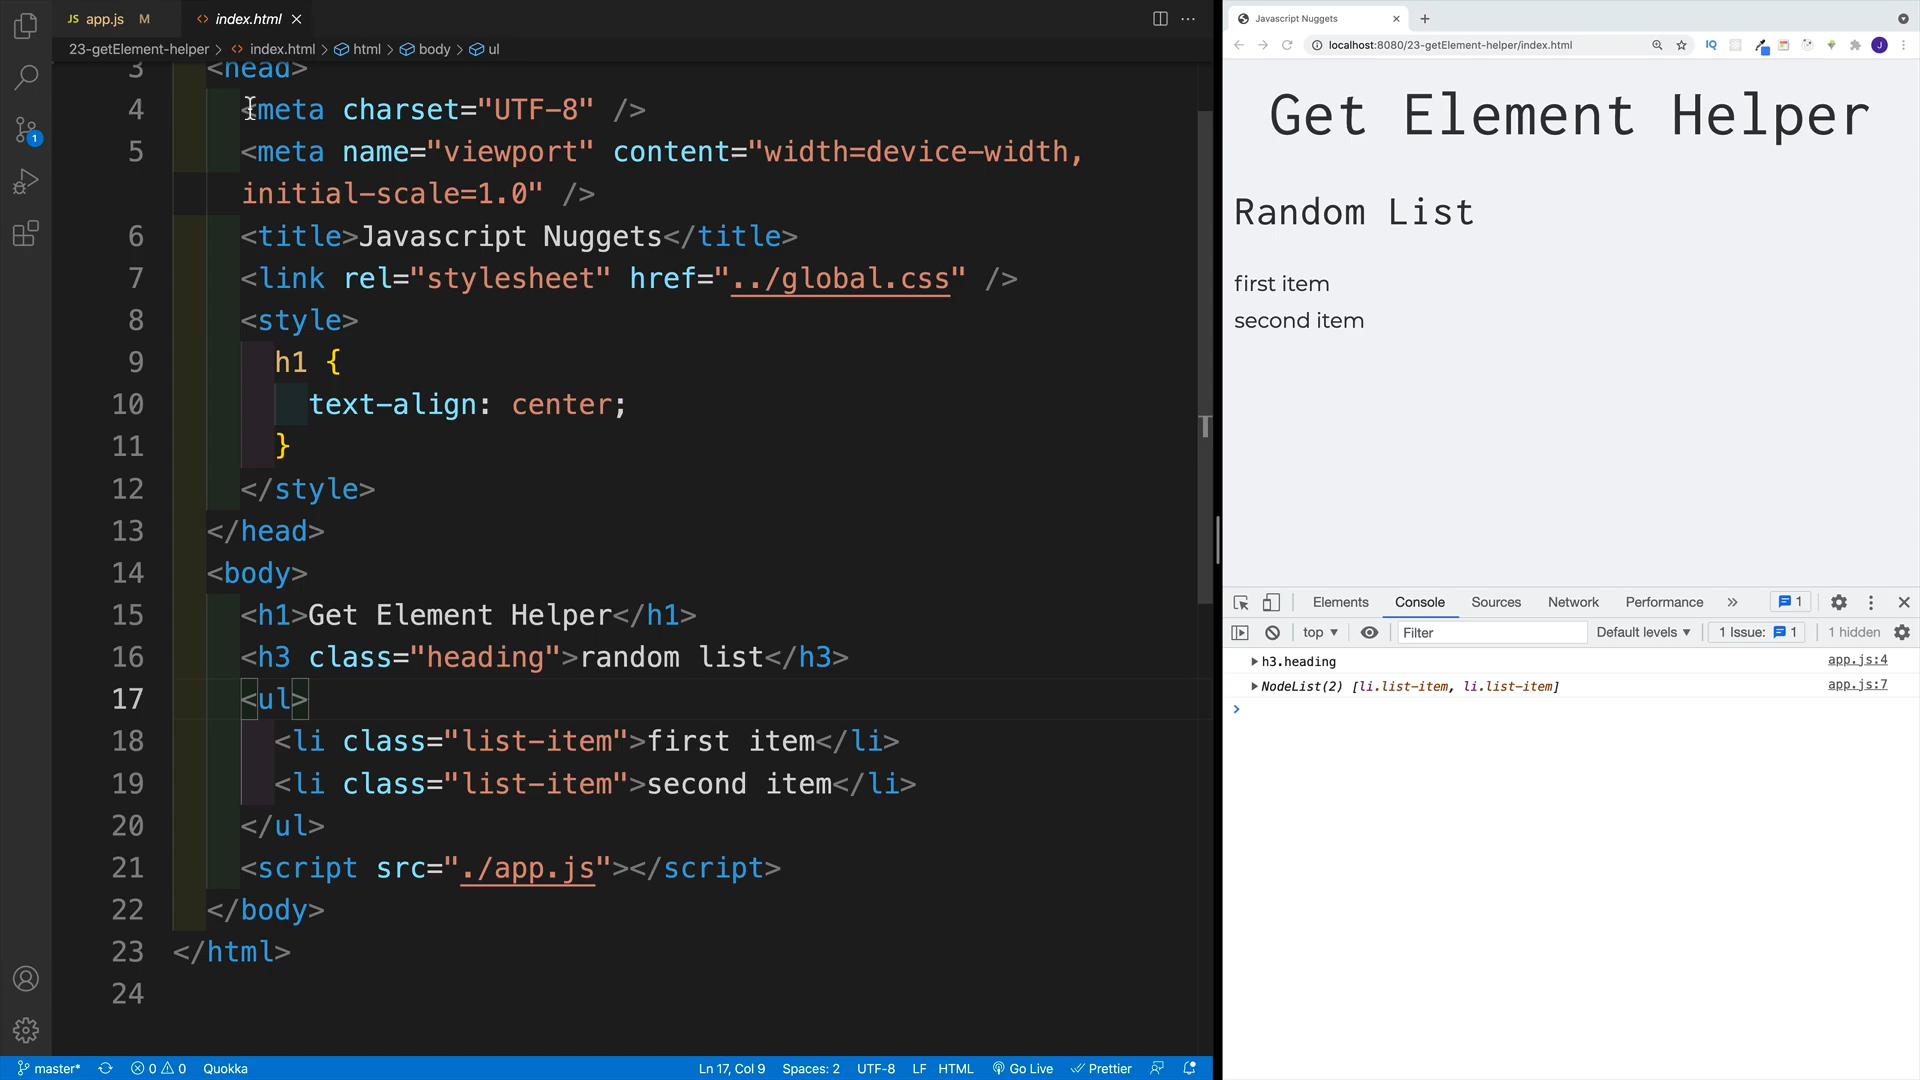 JS app.js M
<> index.html ×
23-getElement-helper > <> index.html > html > body > ul
3 <head>
4 <meta charset="UTF-8" />
5 <meta name="viewport" content="width=device-width,
initial-scale=1.0" />
6 <title>Javascript Nuggets</title>
7 <link rel="stylesheet" href="../global.css" />
8 <style>
9 h1 {
10 text-align: center;
11 }
12 </style>
13 </head>
14 <body>
15 <h1>Get Element Helper</h1>
16 <h3 class="heading">random list</h3>
17 <ul>
18 <li class="list-item">first item</li>
19 <li class="list-item">second item</li>
20 </ul>
21 <script src="./app.js"></script>
22 </body>
23 </html>
24
1
master* 0 0 Quokka Ln 17, Col 9 Spaces: 2 UTF-8 LF HTML Go Live Prettier
Javascript Nuggets
localhost:8080/23-getElement-helper/index.html IQ J
Get Element Helper
Random List
first item
second item
Elements Console Sources Network Performance » 1
top ▼ Filter Default levels ▼ 1 Issue: 1 1 hidden
h3.heading app.js:4
NodeList(2) [li.list-item, li.list-item] app.js:7
>